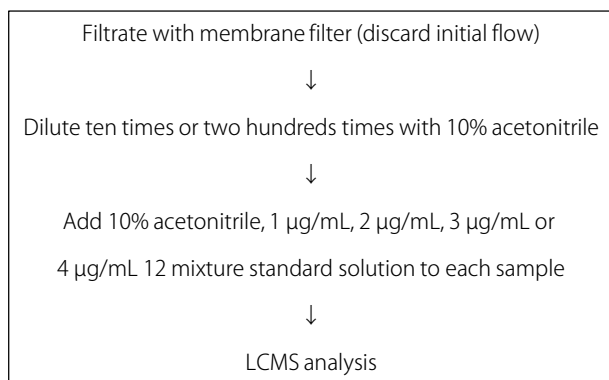 Filtrate with membrane filter (discard initial flow)
↓
Dilute ten times or two hundreds times with 10% acetonitrile
↓
Add 10% acetonitrile, 1 μg/mL, 2 μg/mL, 3 μg/mL or
4 μg/mL 12 mixture standard solution to each sample
↓
LCMS analysis